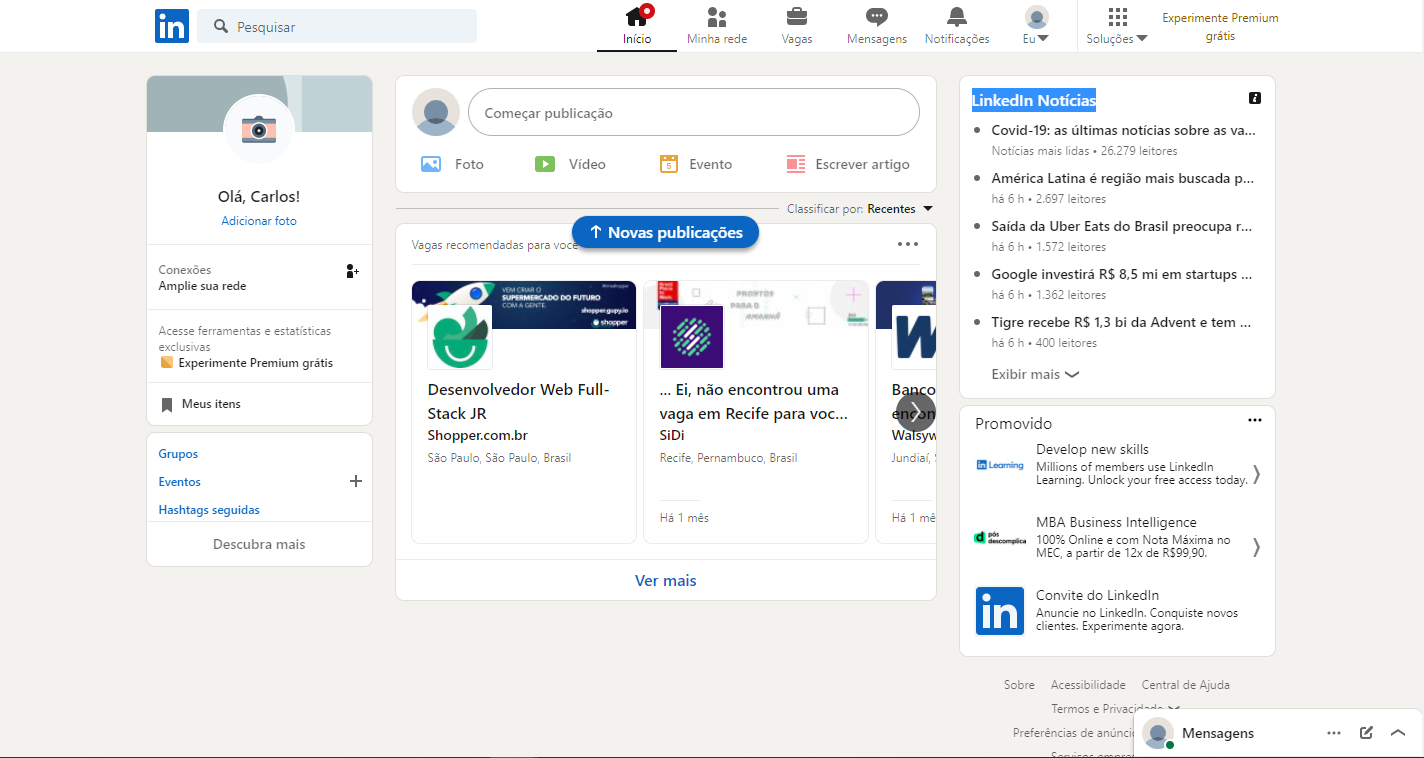 in
Pesquisar
Início
Minha rede
Vagas
Mensagens
Notificações
Eu
Soluções
Experimente Premium
grátis
Olá, Carlos!
Adicionar foto
Conexões
Amplie sua rede
Acesse ferramentas e estatísticas
exclusivas
Experimente Premium grátis
Meus itens
Grupos
Eventos
Hashtags seguidas
Descubra mais
Começar publicação
Foto
Vídeo
5
Evento
Escrever artigo
Classificar por: Recentes
↑ Novas publicações
Vagas recomendadas para você
VEM CRIAR O
SUPERMERCADO DO FUTURO
COM A GENTE.
shopper.gupy.io
shopper
Desenvolvedor Web Full-
Stack JR
Shopper.com.br
São Paulo, São Paulo, Brasil
PRONTOS
PARA O
AMANHÃ
... Ei, não encontrou uma
vaga em Recife para voc...
SiDi
Recife, Pernambuco, Brasil
Há 1 mês
W
Banco
encon
Walsyw
Jundiaí,
Há 1 mê
Ver mais
LinkedIn Notícias
Covid-19: as últimas notícias sobre as va...
Notícias mais lidas • 26.279 leitores
América Latina é região mais buscada p...
há 6 h • 2.697 leitores
Saída da Uber Eats do Brasil preocupa r...
há 6 h • 1.572 leitores
Google investirá R$ 8,5 mi em startups ...
há 6 h • 1.362 leitores
Tigre recebe R$ 1,3 bi da Advent e tem ...
há 6 h • 400 leitores
Exibir mais
Promovido
in Learning
Develop new skills
Millions of members use LinkedIn
Learning. Unlock your free access today.
d pós
descomplica
MBA Business Intelligence
100% Online e com Nota Máxima no
MEC, a partir de 12x de R$99,90.
in
Convite do LinkedIn
Anuncie no LinkedIn. Conquiste novos
clientes. Experimente agora.
Sobre
Acessibilidade
Central de Ajuda
Termos e Privacidade
Preferências de anúnci
Serviços empre
Mensagens